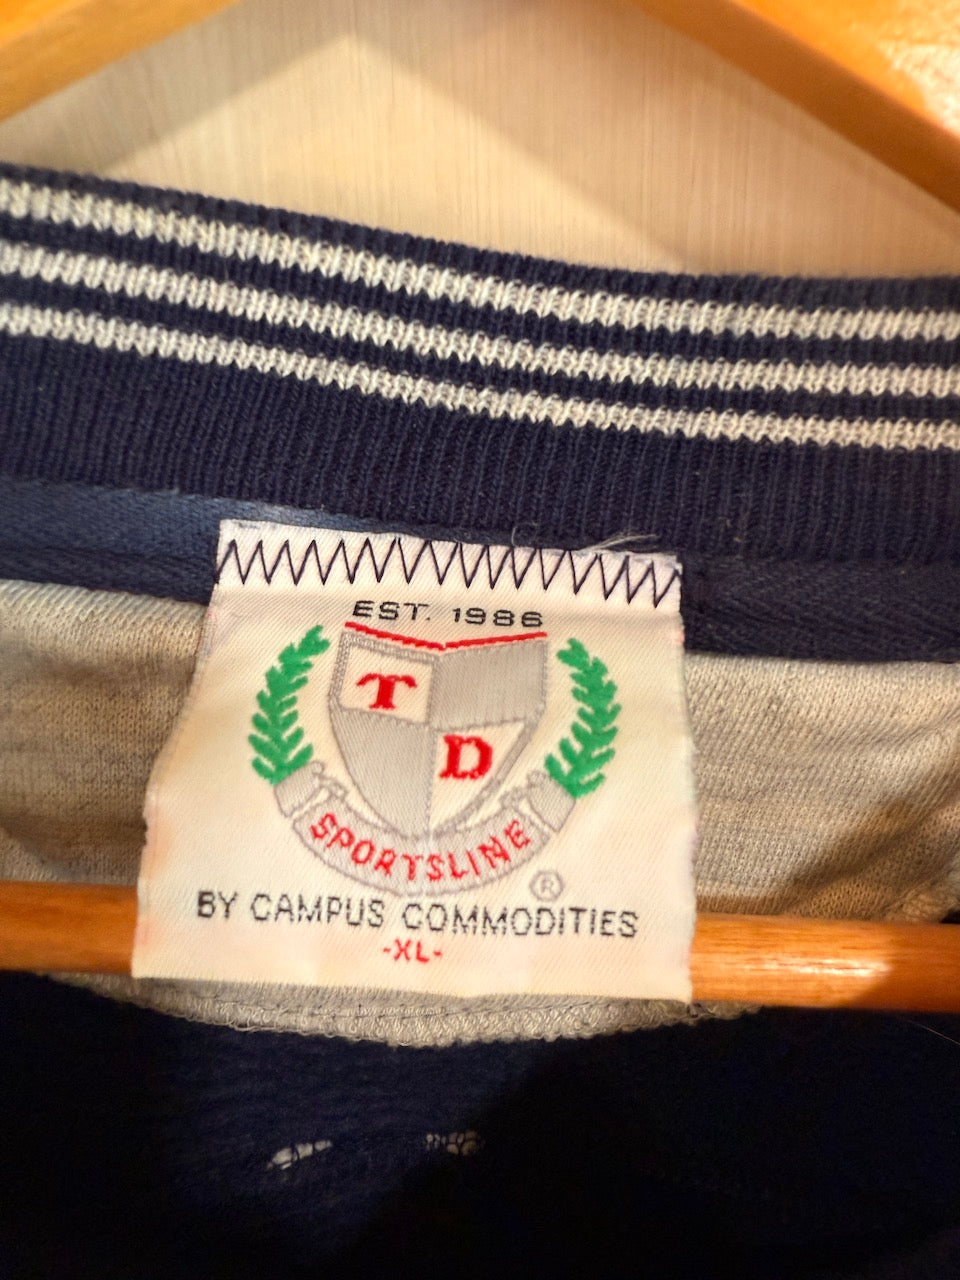 EST. 1986
T
D
SPORTSLINE
®
BY CAMPUS COMMODITIES
-XL-